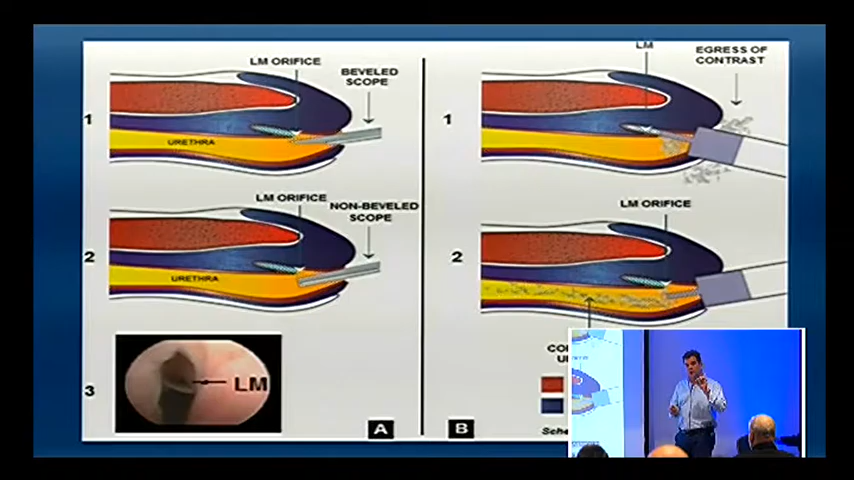 LM ORIFICE
BEVELED
SCOPE
1
URETHRA
LM ORIFICE
NON-BEVELED
SCOPE
2
URETHRA
3
LM
A
LM
EGRESS OF
CONTRAST
1
LM ORIFICE
2
B